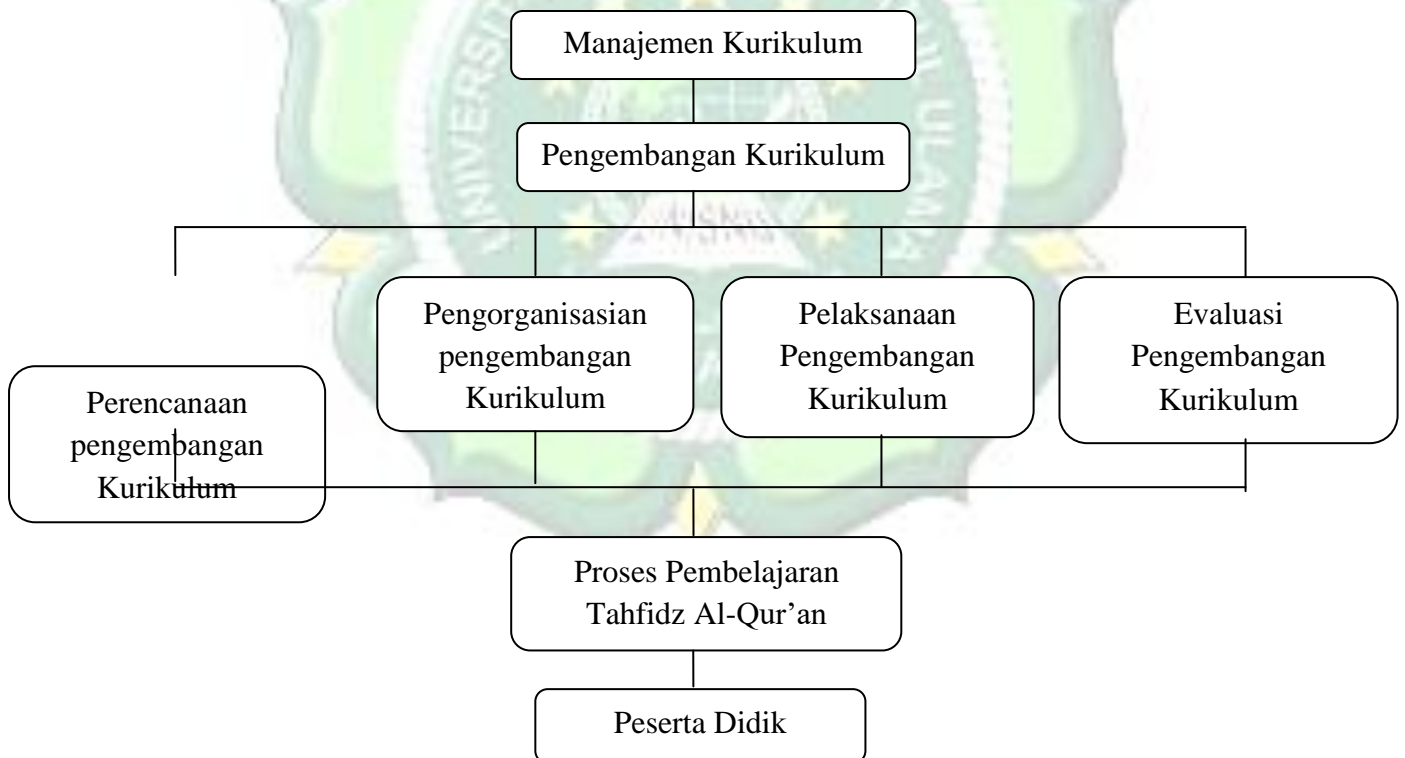 Manajemen Kurikulum
Pengembangan Kurikulum
Perencanaan
pengembangan
Kurikulum
Pengorganisasian
pengembangan
Kurikulum
Pelaksanaan
Pengembangan
Kurikulum
Evaluasi
Pengembangan
Kurikulum
Proses Pembelajaran
Tahfidz Al-Qur’an
Peserta Didik